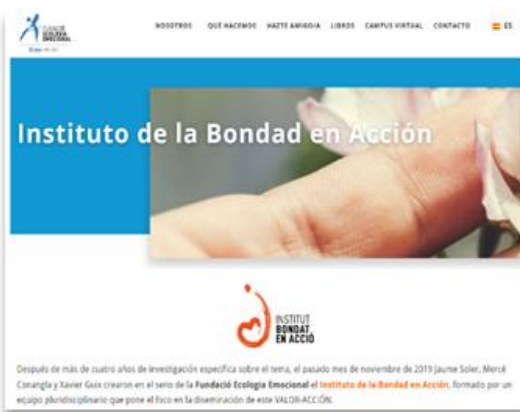 FUNDACIÓ
ECOLOGIA
EMOCIONAL
NOSOTROS QUÉ HACEMOS HAZTE AMIGO/A LIBROS CAMPUS VIRTUAL CONTACTO ES
Instituto de la Bondad en Acción
INSTITUT
BONDAT
EN ACCIÓ
Después de más de cuatro años de investigación específica sobre el tema, el pasado mes de noviembre de 2019 Jaume Soler, Mercè
Conangla y Xavier Guix crearon en el seno de la Fundació Ecologia Emocional el Instituto de la Bondad en Acción, formado por un
equipo pluridisciplinario que pone el foco en la diseminación de este VALOR-ACCIÓN.